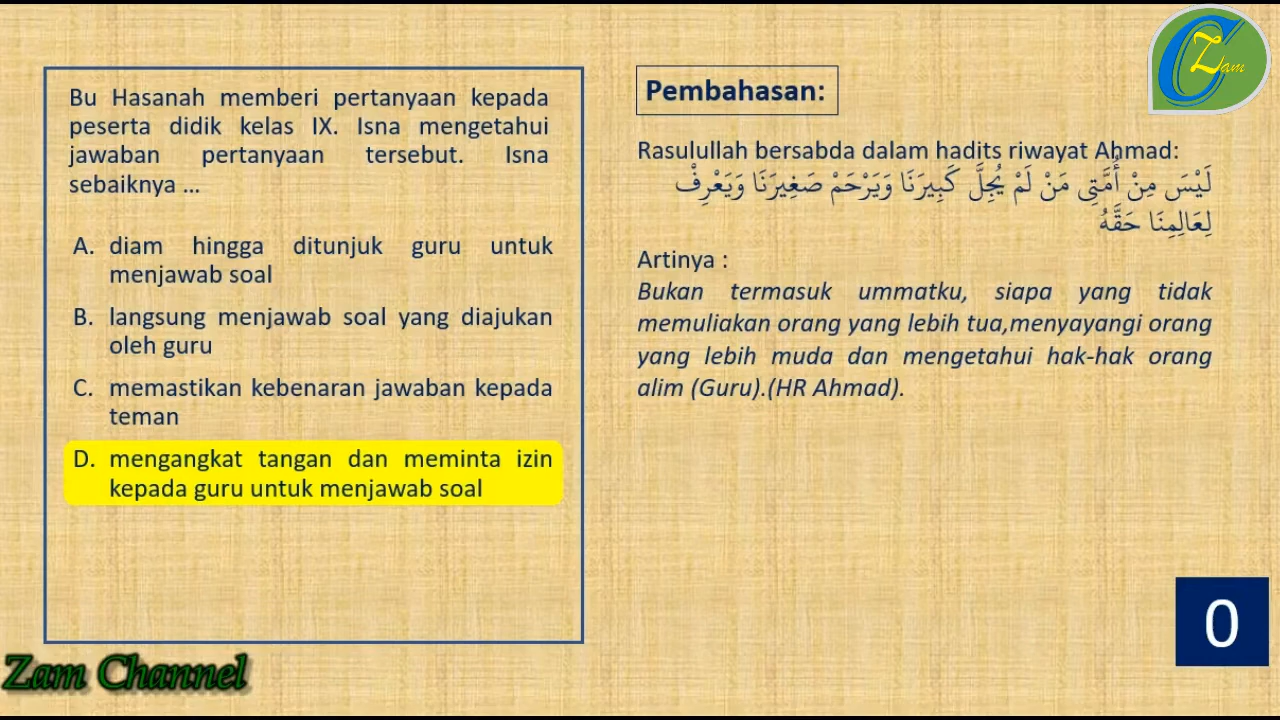 Bu Hasanah memberi pertanyaan kepada
peserta didik kelas IX. Isna mengetahui
jawaban pertanyaan tersebut. Isna
sebaiknya ...
A. diam hingga ditunjuk guru untuk
menjawab soal
B. langsung menjawab soal yang diajukan
oleh guru
C. memastikan kebenaran jawaban kepada
teman
D. mengangkat tangan dan meminta izin
kepada guru untuk menjawab soal
Pembahasan:
Rasulullah bersabda dalam hadits riwayat Ahmad:
لَيْسَ مِنْ أُمَّتِى مَنْ لَمْ يُجِلَّ كَبِيرَنَا وَيَرْحَمْ صَغِيرَنَا وَيَعْرِفْ
لِعَالِمِنَا حَقَّهُ
Artinya :
Bukan termasuk ummatku, siapa yang tidak
memuliakan orang yang lebih tua,menyayangi orang
yang lebih muda dan mengetahui hak-hak orang
alim (Guru).(HR Ahmad).
0
Zam Channel
C Zam